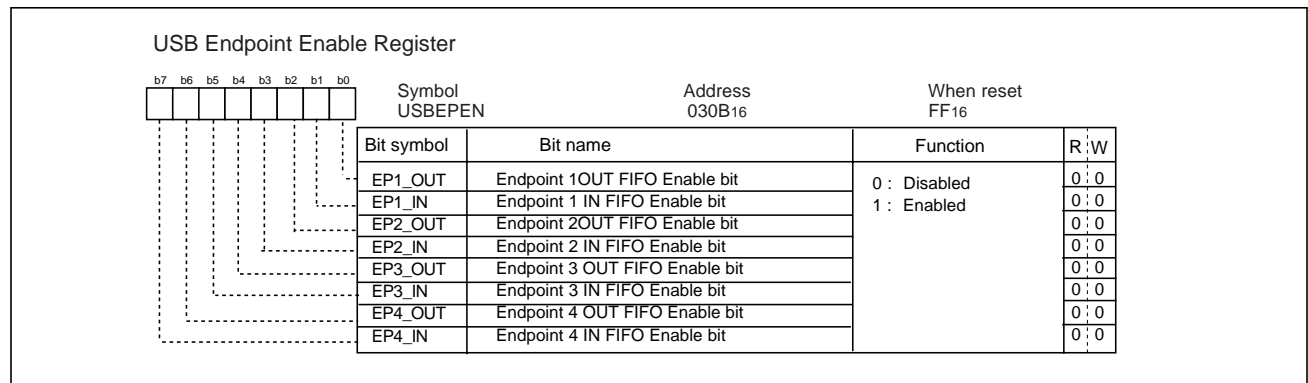 USB Endpoint Enable Register
b7 b6 b5 b4 b3 b2 b1 b0
Symbol Address When reset
USBEPEN 030B16 FF16
Bit symbol Bit name Function R W
EP1_OUT Endpoint 1OUT FIFO Enable bit 0 : Disabled 0 0
EP1_IN Endpoint 1 IN FIFO Enable bit 1 : Enabled 0 0
EP2_OUT Endpoint 2OUT FIFO Enable bit 0 0
EP2_IN Endpoint 2 IN FIFO Enable bit 0 0
EP3_OUT Endpoint 3 OUT FIFO Enable bit 0 0
EP3_IN Endpoint 3 IN FIFO Enable bit 0 0
EP4_OUT Endpoint 4 OUT FIFO Enable bit 0 0
EP4_IN Endpoint 4 IN FIFO Enable bit 0 0